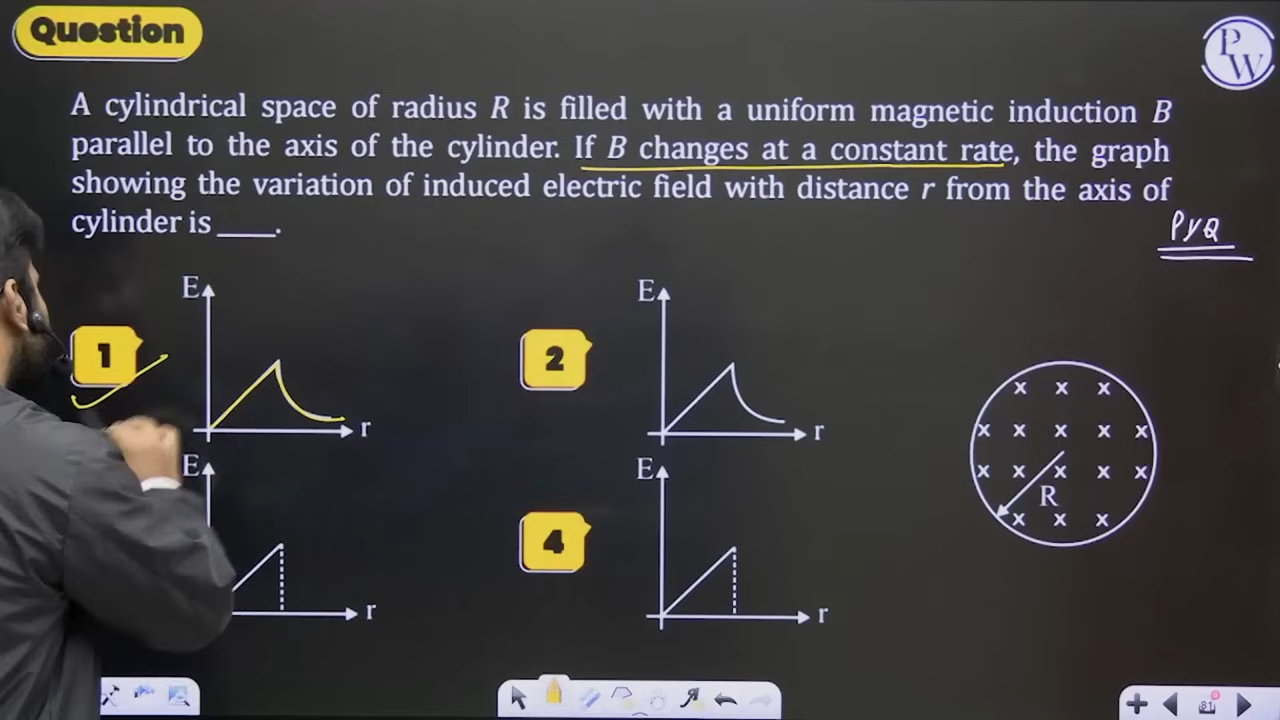 Question
PW
A cylindrical space of radius R is filled with a uniform magnetic induction B
parallel to the axis of the cylinder. If B changes at a constant rate, the graph
showing the variation of induced electric field with distance r from the axis of
cylinder is ____.
PYQ
E
1
r
E
2
r
E
r
E
4
r
x x x
x x x x x
x x x x x
R
x x x
81